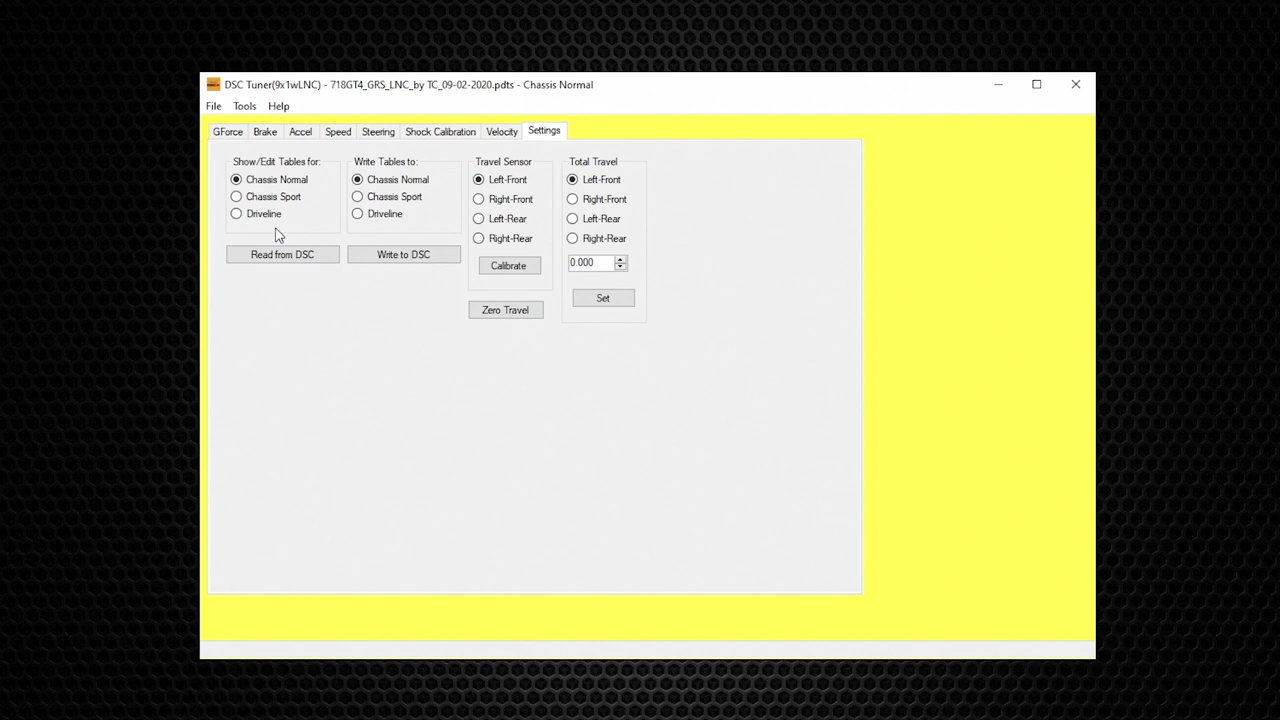 DSC Tuner(9x1wLNC) - 718GT4_GRS_LNC_by TC_09-02-2020.pdts - Chassis Normal
File Tools Help
GForce Brake Accel Speed Steering Shock Calibration Velocity Settings
Show/Edit Tables for:
Chassis Normal
Chassis Sport
Driveline
Read from DSC
Write Tables to:
Chassis Normal
Chassis Sport
Driveline
Write to DSC
Travel Sensor
Left-Front
Right-Front
Left-Rear
Right-Rear
Calibrate
Zero Travel
Total Travel
Left-Front
Right-Front
Left-Rear
Right-Rear
0.000
Set